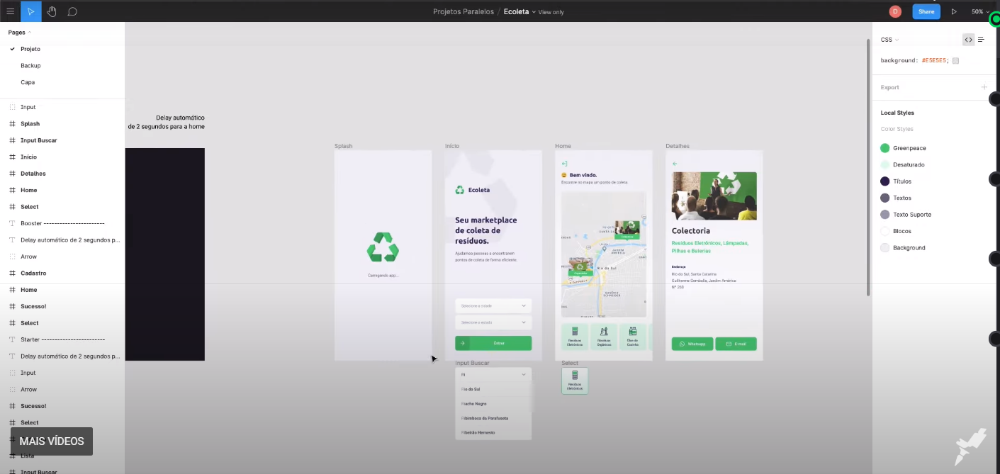 Projetos Paralelos / Ecoleta View only
D
Share
50%
Pages
Projeto
Backup
Capa
Input
Splash
Input Buscar
Início
Detalhes
Home
Select
Booster -----------------------
Delay automático de 2 segundos p...
Arrow
Cadastro
Home
Sucesso!
Select
Starter ------------------------
Delay automático de 2 segundos p...
Input
Arrow
Sucesso!
Select
MAIS VÍDEOS
Lista
Input Buscar
Delay automático
de 2 segundos para a home
Splash
Carregando app...
Início
Ecoleta
Seu marketplace
de coleta de
resíduos.
Ajudamos pessoas a encontrarem
pontos de coleta de forma eficiente.
Selecione a cidade
Selecione o estado
Entrar
Input Buscar
Ri
Rio do Sul
Riacho Negro
Ribimboca da Parafuseta
Ribeirão Hemesto
Home
Bem vindo.
Encontre no mapa um ponto de coleta.
JARDIM
AMÉRICA
Rio do Sul
CANOAS
Resíduos
Eletrônicos
Resíduos
Orgânicos
Óleo de
Cozinha
Select
Resíduos
Eletrônicos
Detalhes
Colectoria
Resíduos Eletrônicos, Lâmpadas,
Pilhas e Baterias
Endereço
Rio do Sul, Santa Catarina
Guilherme Gemballa, Jardim América
Nº 260
Whatsapp
E-mail
CSS
background: #E5E5E5;
Export
Local Styles
Color Styles
Greenpeace
Desaturado
Títulos
Textos
Texto Suporte
Blocos
Background